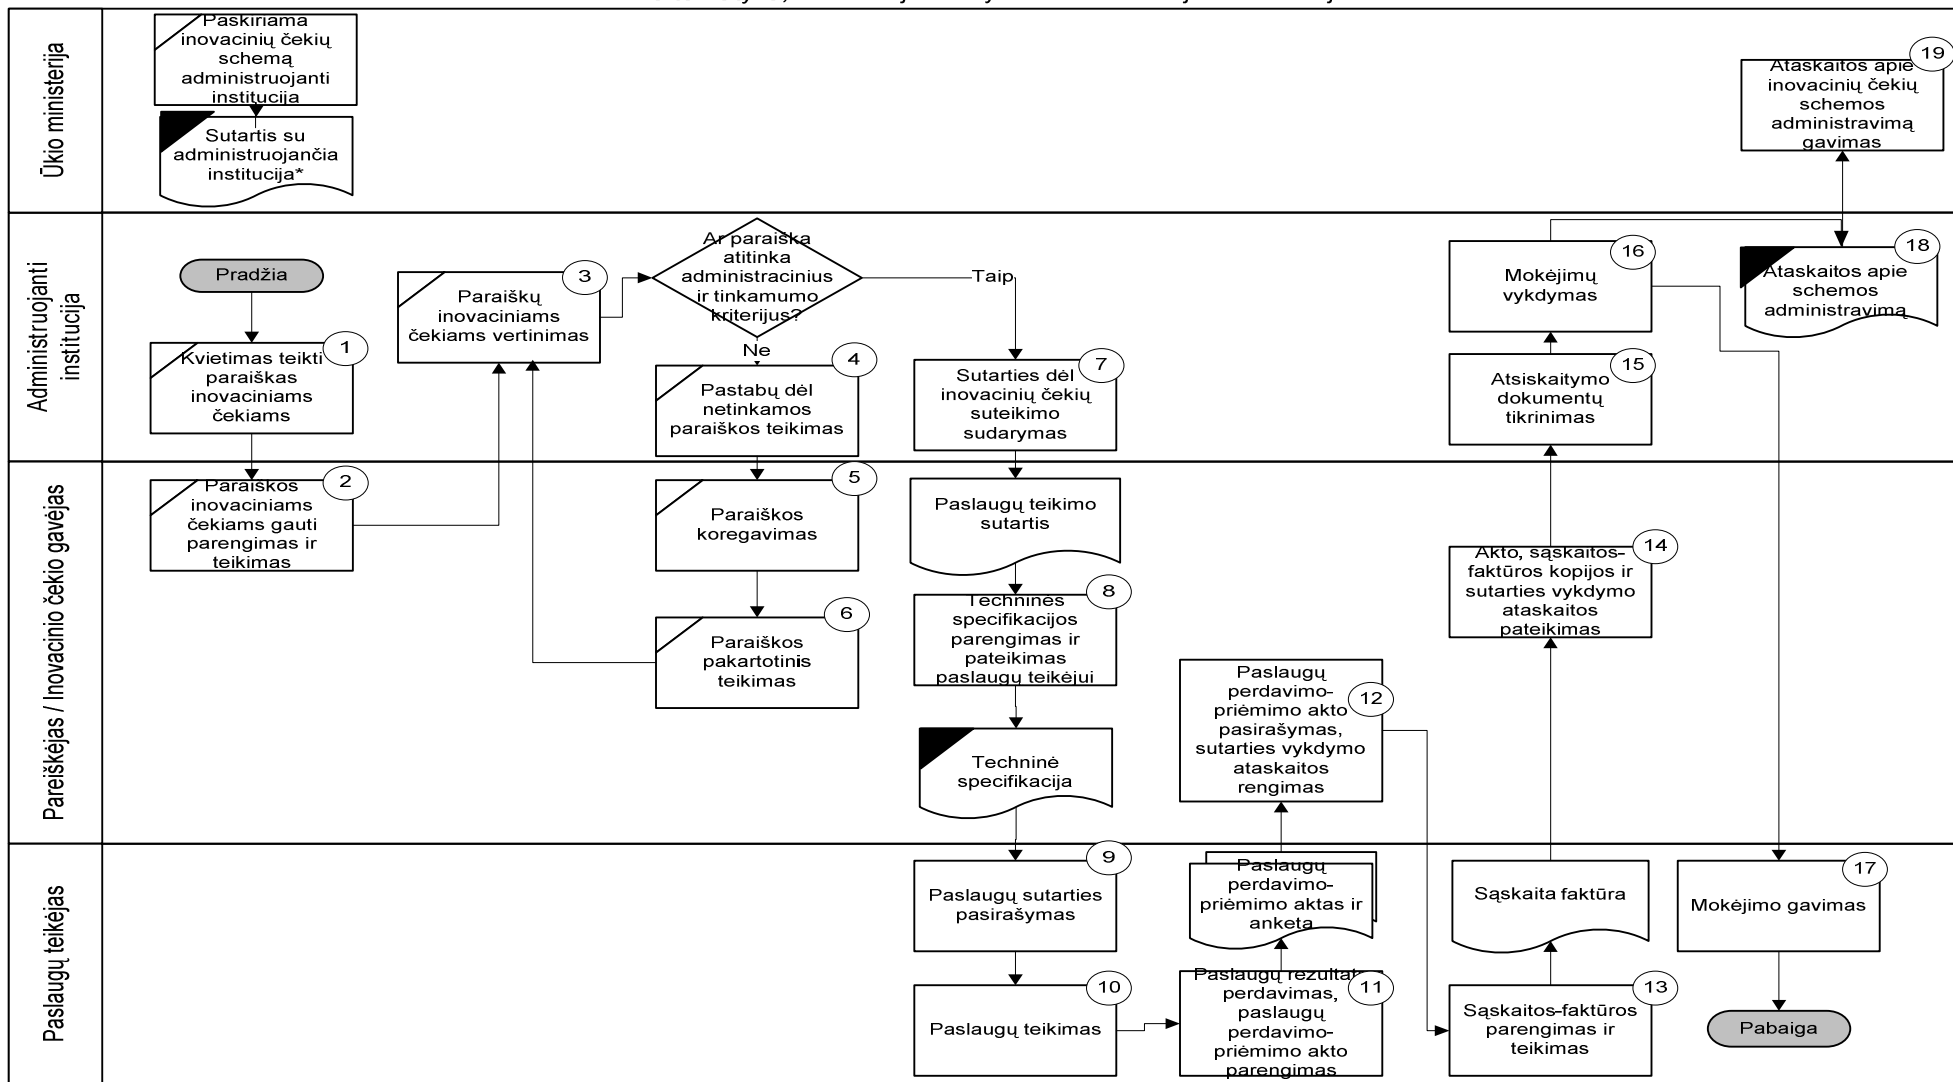 Ūkio ministerija
Paskiriama
inovacinių čekių
schemą
administruojanti
institucija
Sutartis su
administruojančia
institucija*
19
Ataskaitos apie
inovacinių čekių
schemos
administravimą
gavimas
Administruojanti
institucija
Pradžia
1
Kvietimas teikti
paraiškas
inovaciniams
čekiams
3
Paraiškų
inovaciniams
čekiams vertinimas
Ar paraiška
atitinka
administracinius
ir tinkamumo
kriterijus?
Taip
Ne
4
Pastabų dėl
netinkamos
paraiškos teikimas
7
Sutarties dėl
inovacinių čekių
suteikimo
sudarymas
16
Mokėjimų
vykdymas
15
Atsiskaitymo
dokumentų
tikrinimas
18
Ataskaitos apie
schemos
administravimą
Pareiškėjas / Inovacinio čekio gavėjas
2
Paraiškos
inovaciniams
čekiams gauti
parengimas ir
teikimas
5
Paraiškos
koregavimas
6
Paraiškos
pakartotinis
teikimas
Paslaugų teikimo
sutartis
8
Techninės
specifikacijos
parengimas ir
pateikimas
paslaugų teikėjui
Techninė
specifikacija
12
Paslaugų
perdavimo-
priėmimo akto
pasirašymas,
sutarties vykdymo
ataskaitos
rengimas
14
Akto, sąskaitos-
faktūros kopijos ir
sutarties vykdymo
ataskaitos
pateikimas
Paslaugų teikėjas
9
Paslaugų sutarties
pasirašymas
10
Paslaugų teikimas
Paslaugų
perdavimo-
priėmimo aktas ir
anketa
11
Paslaugų rezultatų
perdavimas,
paslaugų
perdavimo-
priėmimo akto
parengimas
Sąskaita faktūra
13
Sąskaitos-faktūros
parengimas ir
teikimas
17
Mokėjimo gavimas
Pabaiga